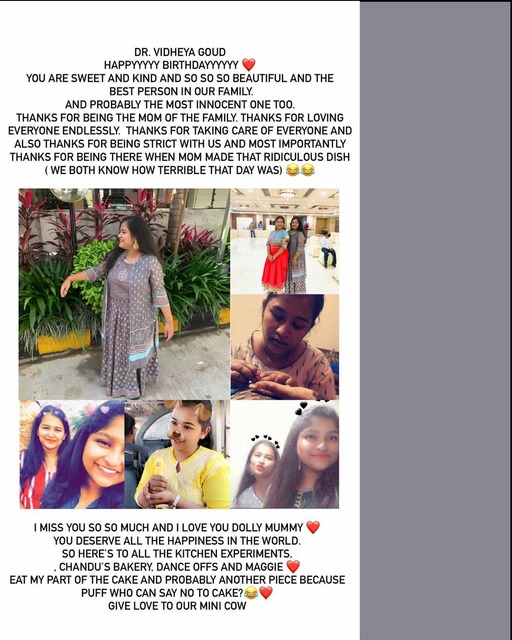 DR. VIDHEYA GOUD
HAPPYYYYY BIRTHDAYYYYYY ❤️
YOU ARE SWEET AND KIND AND SO SO SO BEAUTIFUL AND THE
BEST PERSON IN OUR FAMILY.
AND PROBABLY THE MOST INNOCENT ONE TOO.
THANKS FOR BEING THE MOM OF THE FAMILY. THANKS FOR LOVING
EVERYONE ENDLESSLY. THANKS FOR TAKING CARE OF EVERYONE AND
ALSO THANKS FOR BEING STRICT WITH US AND MOST IMPORTANTLY
THANKS FOR BEING THERE WHEN MOM MADE THAT RIDICULOUS DISH
( WE BOTH KNOW HOW TERRIBLE THAT DAY WAS) 😂😂
I MISS YOU SO SO MUCH AND I LOVE YOU DOLLY MUMMY ❤️
YOU DESERVE ALL THE HAPPINESS IN THE WORLD.
SO HERE'S TO ALL THE KITCHEN EXPERIMENTS,
, CHANDU'S BAKERY, DANCE OFFS AND MAGGIE ❤️
EAT MY PART OF THE CAKE AND PROBABLY ANOTHER PIECE BECAUSE
PUFF WHO CAN SAY NO TO CAKE?😂❤️
GIVE LOVE TO OUR MINI COW